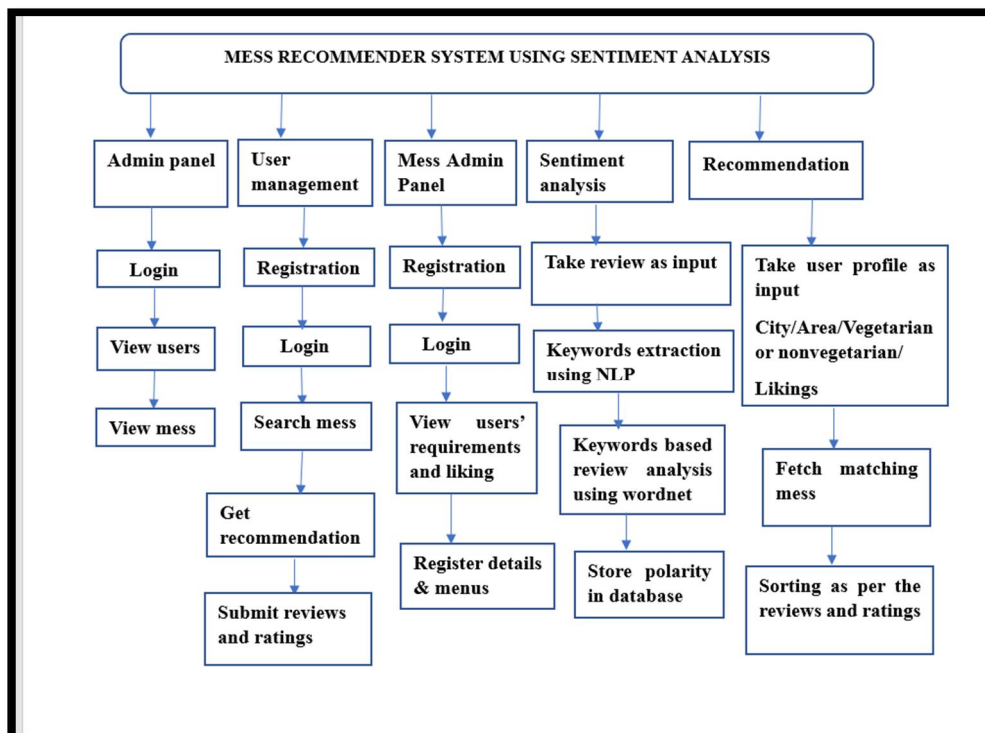 MESS RECOMMENDER SYSTEM USING SENTIMENT ANALYSIS
Admin panel
Login
View users
View mess
User
management
Registration
Login
Search mess
Get
recommendation
Submit reviews
and ratings
Mess Admin
Panel
Registration
Login
View users’
requirements
and liking
Register details
& menus
Sentiment
analysis
Take review as input
Keywords extraction
using NLP
Keywords based
review analysis
using wordnet
Store polarity
in database
Recommendation
Take user profile as
input
City/Area/Vegetarian
or nonvegetarian/
Likings
Fetch matching
mess
Sorting as per the
reviews and ratings